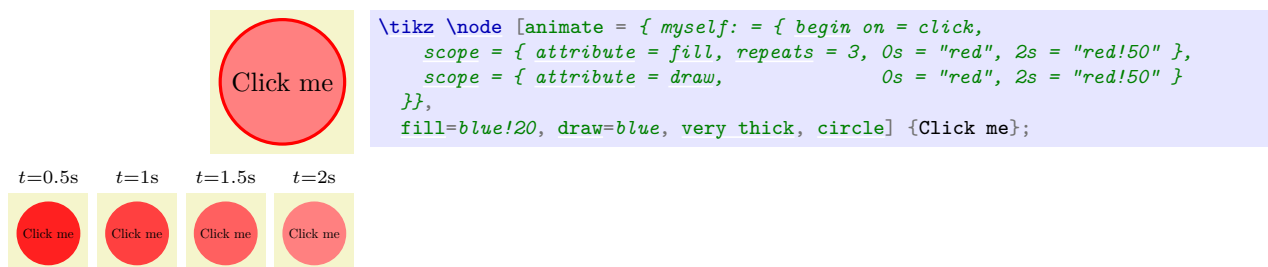 Click me
\tikz \node [animate = { myself: = { begin on = click,
scope = { attribute = fill, repeats = 3, 0s = "red", 2s = "red!50" },
scope = { attribute = draw, 0s = "red", 2s = "red!50" }
}},
fill=blue!20, draw=blue, very thick, circle] {Click me};
t=0.5s t=1s t=1.5s t=2s
Click me Click me Click me Click me